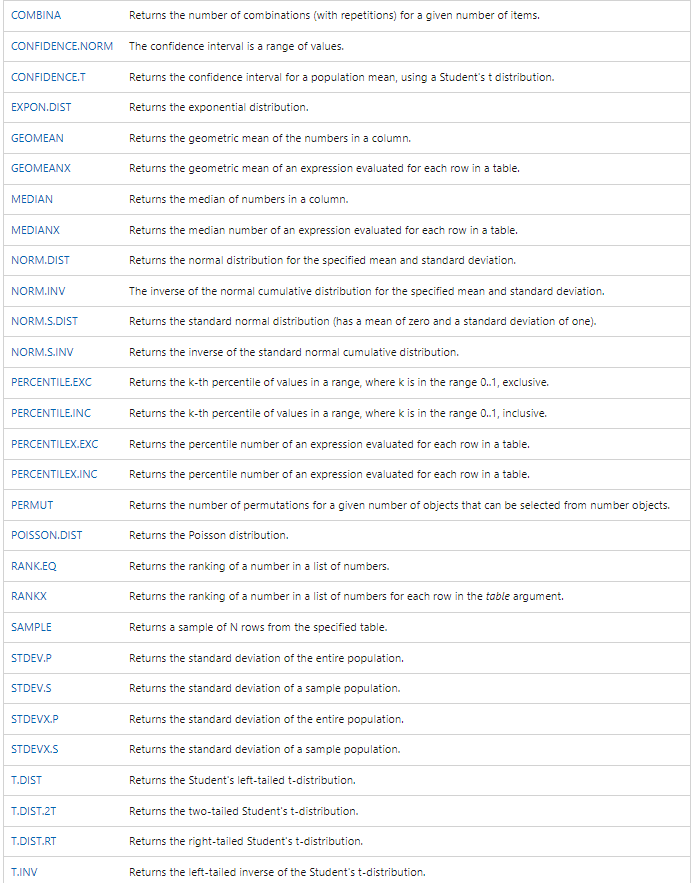 COMBINA Returns the number of combinations (with repetitions) for a given number of items.
CONFIDENCE.NORM The confidence interval is a range of values.
CONFIDENCE.T Returns the confidence interval for a population mean, using a Student's t distribution.
EXPON.DIST Returns the exponential distribution.
GEOMEAN Returns the geometric mean of the numbers in a column.
GEOMEANX Returns the geometric mean of an expression evaluated for each row in a table.
MEDIAN Returns the median of numbers in a column.
MEDIANX Returns the median number of an expression evaluated for each row in a table.
NORM.DIST Returns the normal distribution for the specified mean and standard deviation.
NORM.INV The inverse of the normal cumulative distribution for the specified mean and standard deviation.
NORM.S.DIST Returns the standard normal distribution (has a mean of zero and a standard deviation of one).
NORM.S.INV Returns the inverse of the standard normal cumulative distribution.
PERCENTILE.EXC Returns the k-th percentile of values in a range, where k is in the range 0..1, exclusive.
PERCENTILE.INC Returns the k-th percentile of values in a range, where k is in the range 0..1, inclusive.
PERCENTILEX.EXC Returns the percentile number of an expression evaluated for each row in a table.
PERCENTILEX.INC Returns the percentile number of an expression evaluated for each row in a table.
PERMUT Returns the number of permutations for a given number of objects that can be selected from number objects.
POISSON.DIST Returns the Poisson distribution.
RANK.EQ Returns the ranking of a number in a list of numbers.
RANKX Returns the ranking of a number in a list of numbers for each row in the table argument.
SAMPLE Returns a sample of N rows from the specified table.
STDEV.P Returns the standard deviation of the entire population.
STDEV.S Returns the standard deviation of a sample population.
STDEVX.P Returns the standard deviation of the entire population.
STDEVX.S Returns the standard deviation of a sample population.
T.DIST Returns the Student's left-tailed t-distribution.
T.DIST.2T Returns the two-tailed Student's t-distribution.
T.DIST.RT Returns the right-tailed Student's t-distribution.
T.INV Returns the left-tailed inverse of the Student's t-distribution.